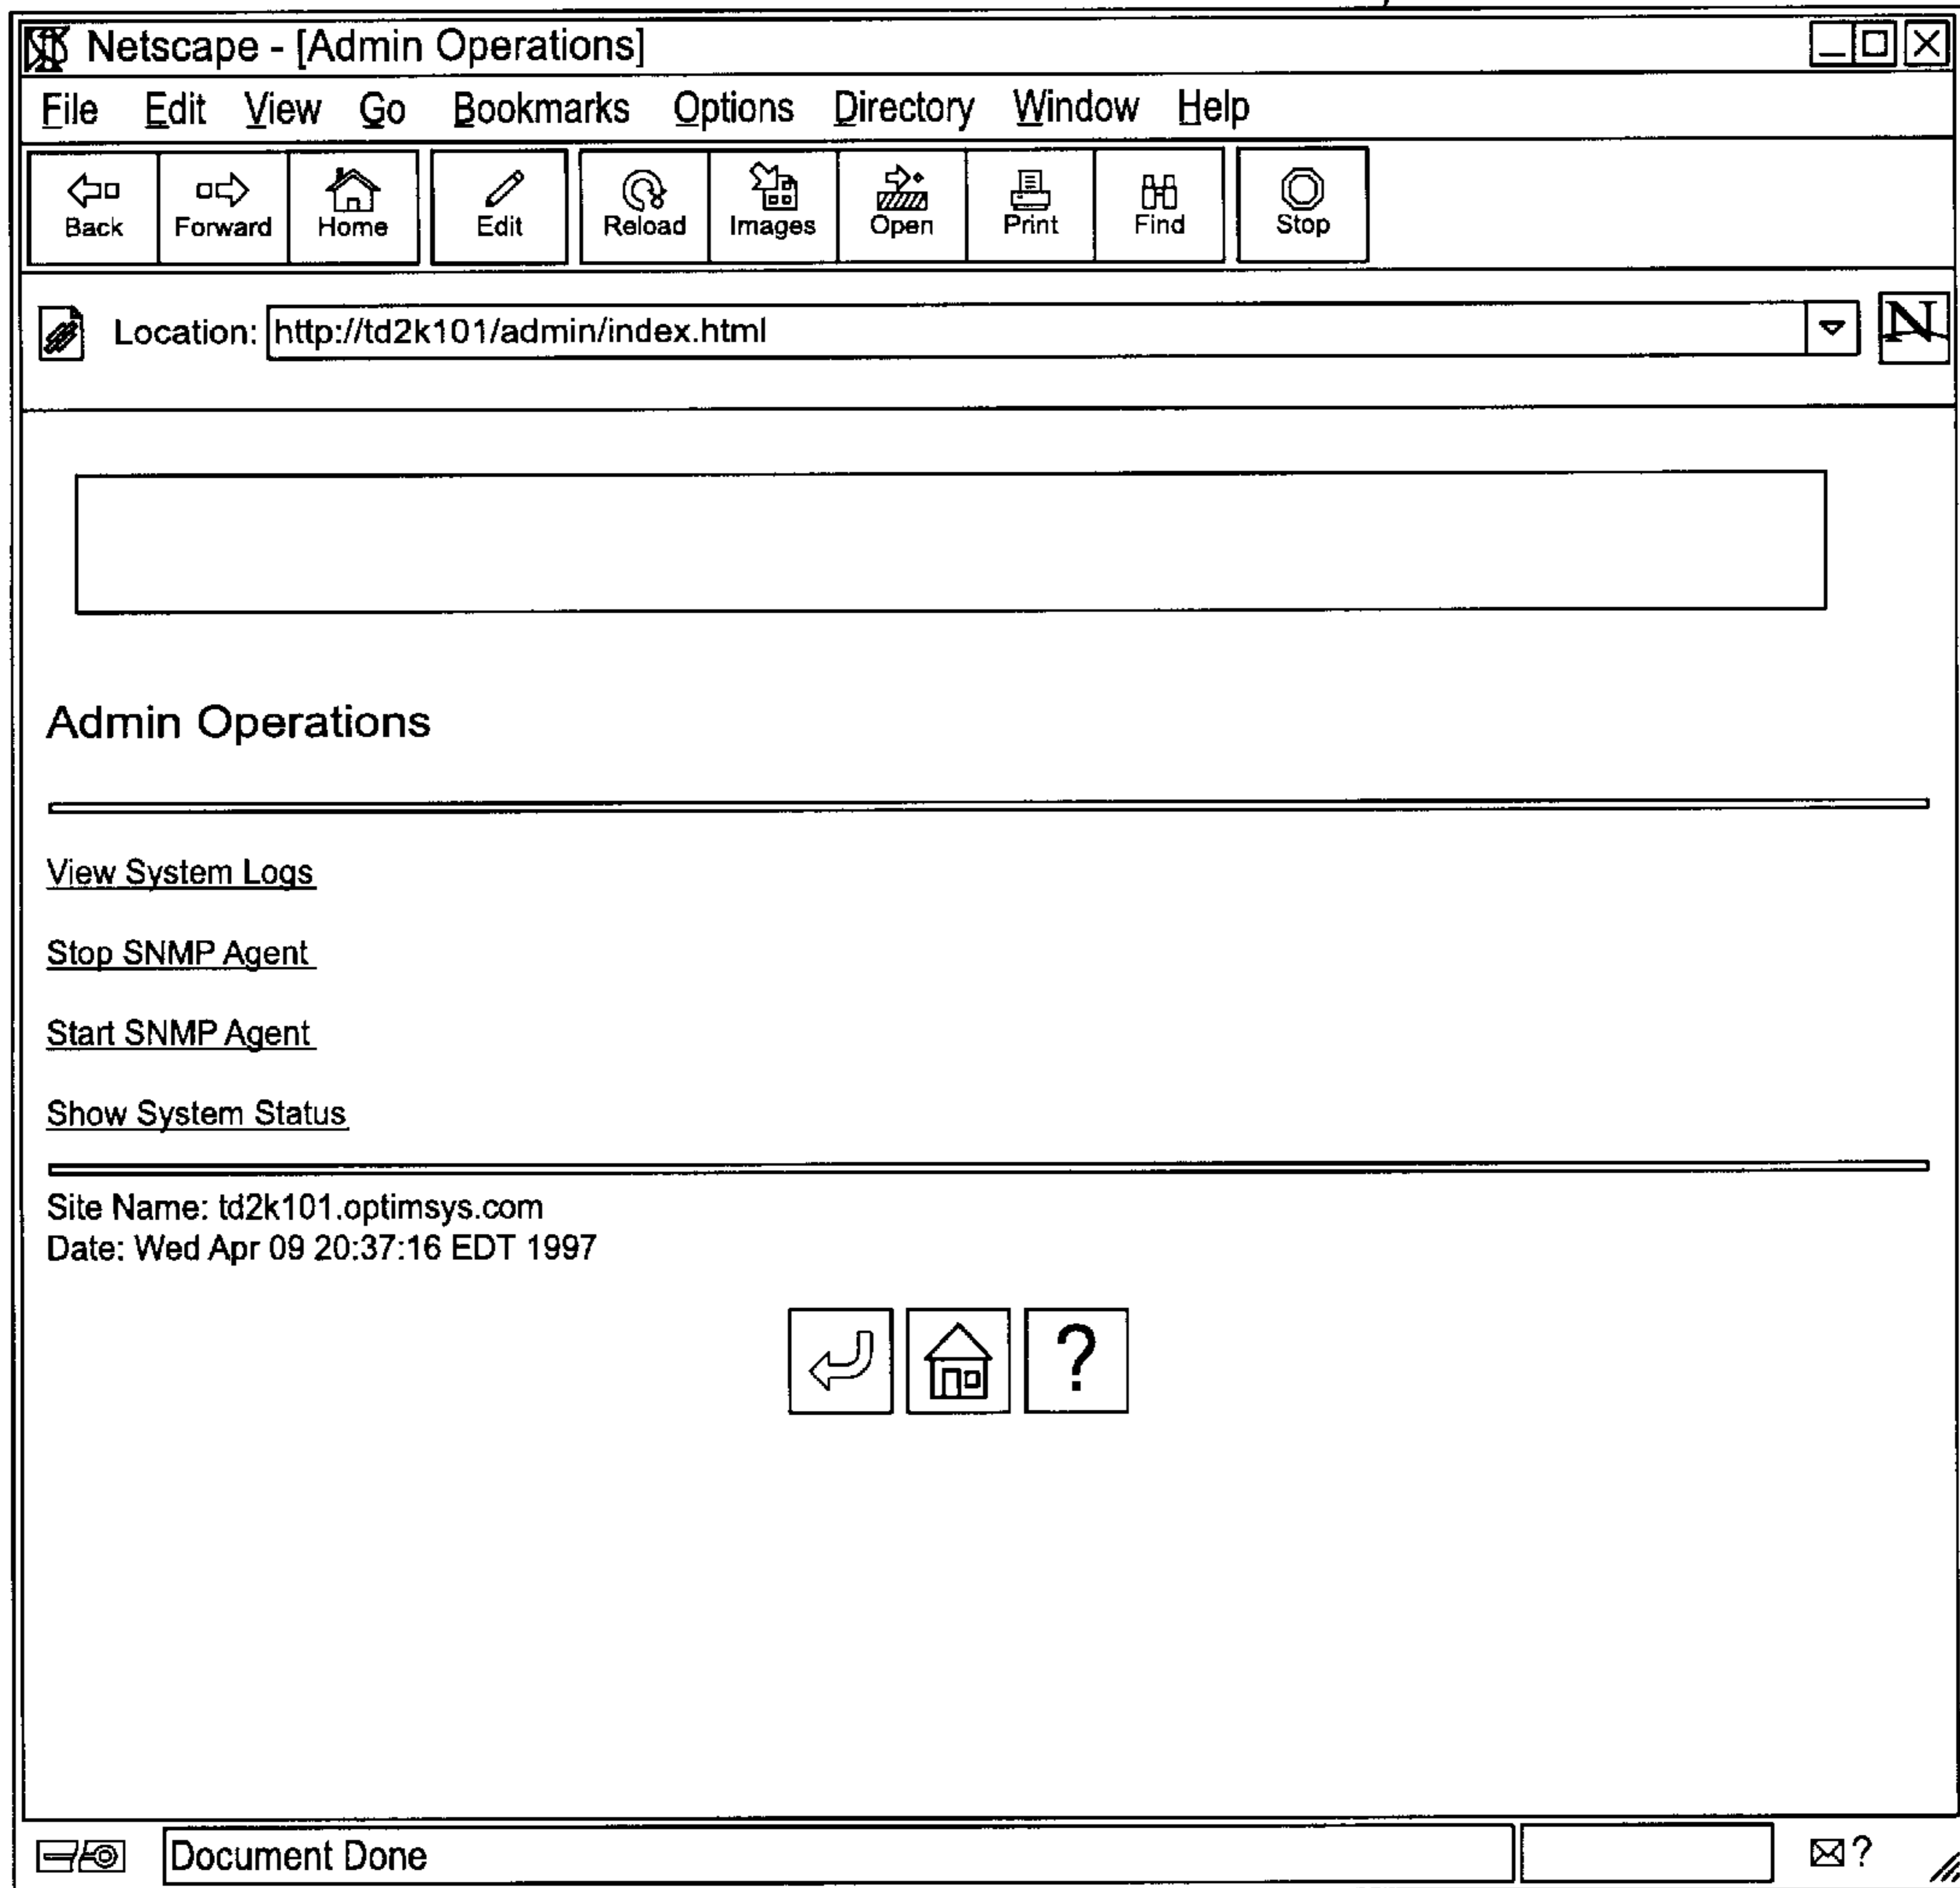 Netscape - [Admin Operations]
File Edit View Go Bookmarks Options Directory Window Help
Back Forward Home Edit Reload Images Open Print Find Stop
Location: http://td2k101/admin/index.html
N
Admin Operations
View System Logs
Stop SNMP Agent
Start SNMP Agent
Show System Status
Site Name: td2k101.optimsys.com
Date: Wed Apr 09 20:37:16 EDT 1997
?
Document Done
?